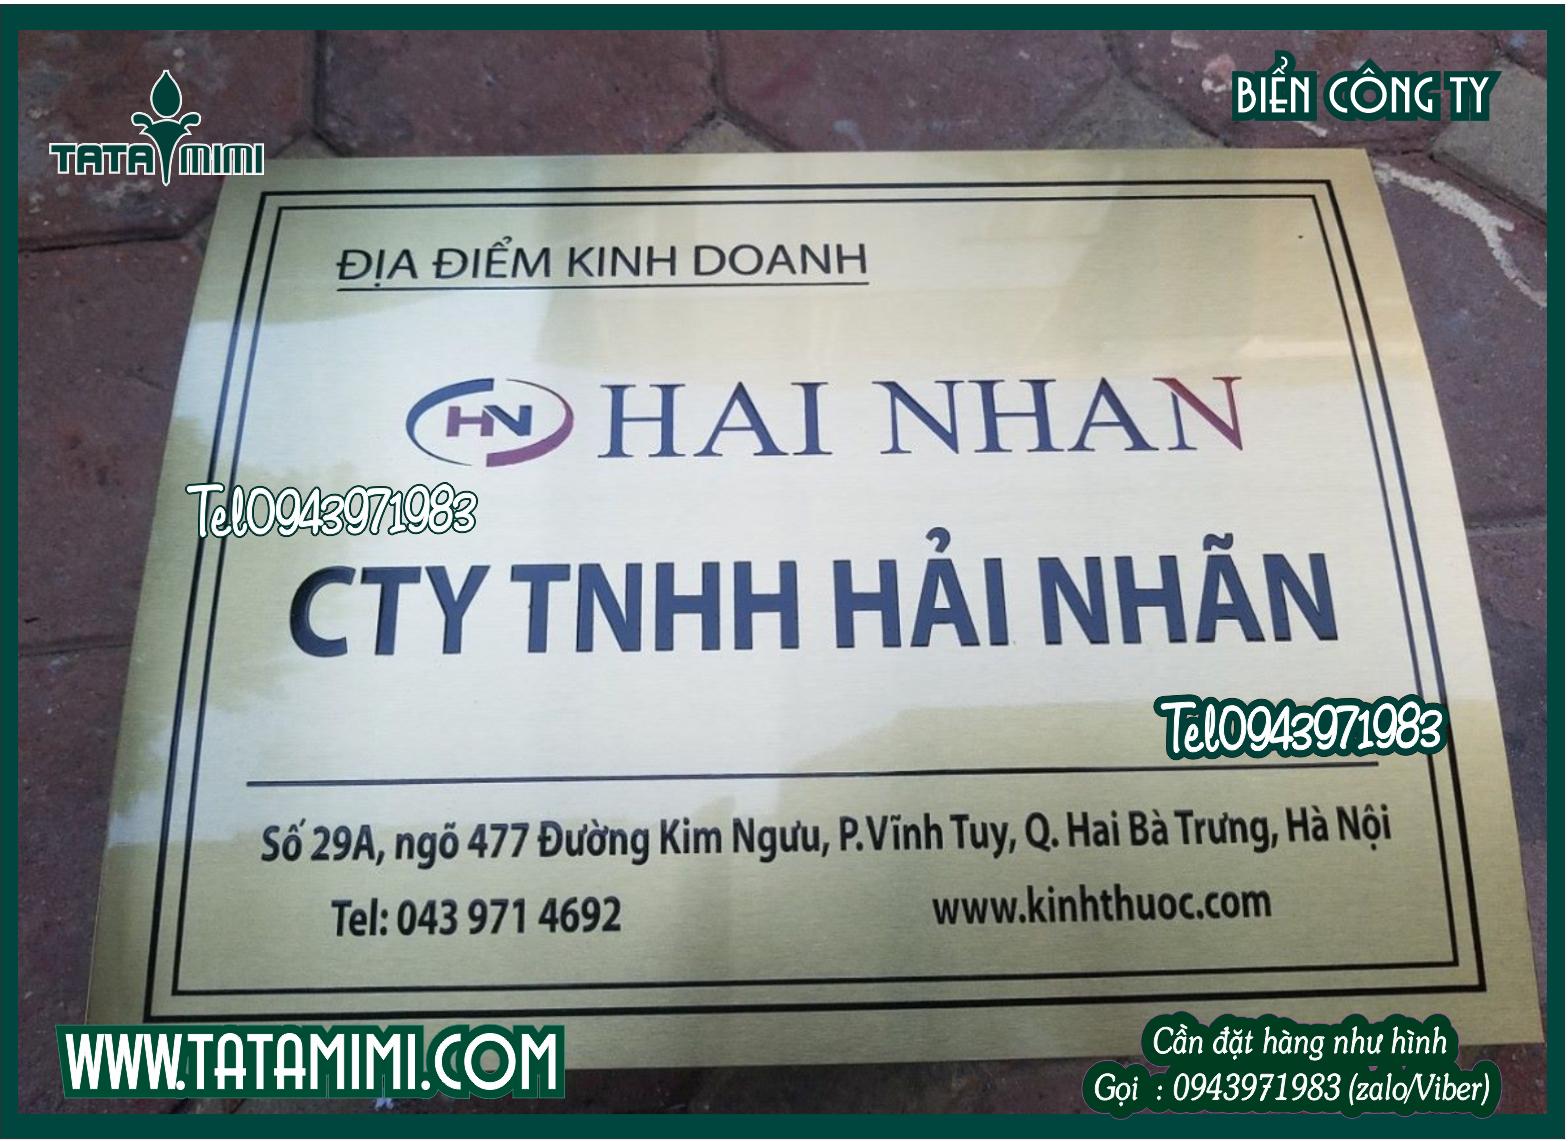 TATA MIMI
BIỂN CÔNG TY
ĐỊA ĐIỂM KINH DOANH
HN HAI NHAN
Tel0943971983
CTY TNHH HẢI NHÃN
Tel0943971983
Số 29A, ngõ 477 Đường Kim Ngưu, P.Vĩnh Tuy, Q. Hai Bà Trưng, Hà Nội
Tel: 043 971 4692 www.kinhthuoc.com
WWW.TATAMIMI.COM
Cần đặt hàng như hình
Gọi : 0943971983 (zalo/Viber)